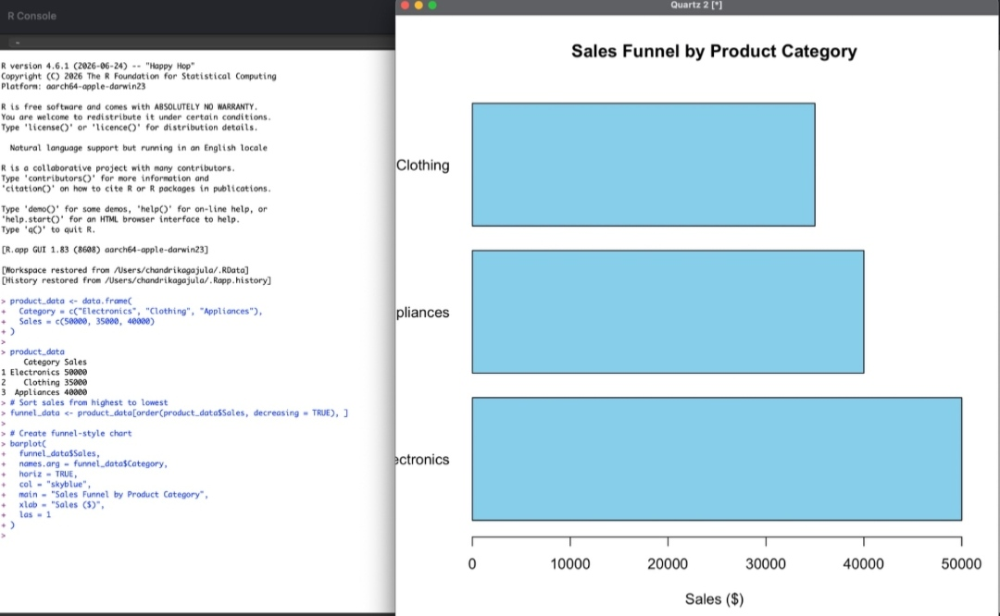 R Console
R version 4.6.1 (2026-06-24) -- "Happy Hop"
Copyright (C) 2026 The R Foundation for Statistical Computing
Platform: aarch64-apple-darwin23
R is free software and comes with ABSOLUTELY NO WARRANTY.
You are welcome to redistribute it under certain conditions.
Type 'license()' or 'licence()' for distribution details.
Natural language support but running in an English locale
R is a collaborative project with many contributors.
Type 'contributors()' for more information and
'citation()' on how to cite R or R packages in publications.
Type 'demo()' for some demos, 'help()' for on-line help, or
'help.start()' for an HTML browser interface to help.
Type 'q()' to quit R.
[R.app GUI 1.83 (8608) aarch64-apple-darwin23]
[Workspace restored from /Users/chandrikagajula/.RData]
[History restored from /Users/chandrikagajula/.Rapp.history]
> product_data <- data.frame(
+   Category = c("Electronics", "Clothing", "Appliances"),
+   Sales = c(50000, 35000, 40000)
+ )
>
> product_data
Category Sales
1 Electronics 50000
2    Clothing 35000
3  Appliances 40000
> # Sort sales from highest to lowest
> funnel_data <- product_data[order(product_data$Sales, decreasing = TRUE), ]
>
> # Create funnel-style chart
> barplot(
+   funnel_data$Sales,
+   names.arg = funnel_data$Category,
+   horiz = TRUE,
+   col = "skyblue",
+   main = "Sales Funnel by Product Category",
+   xlab = "Sales ($)",
+   las = 1
+ )
>
Quartz 2 [*]
Sales Funnel by Product Category
Clothing
pliances
ectronics
0 10000 20000 30000 40000 50000
Sales ($)